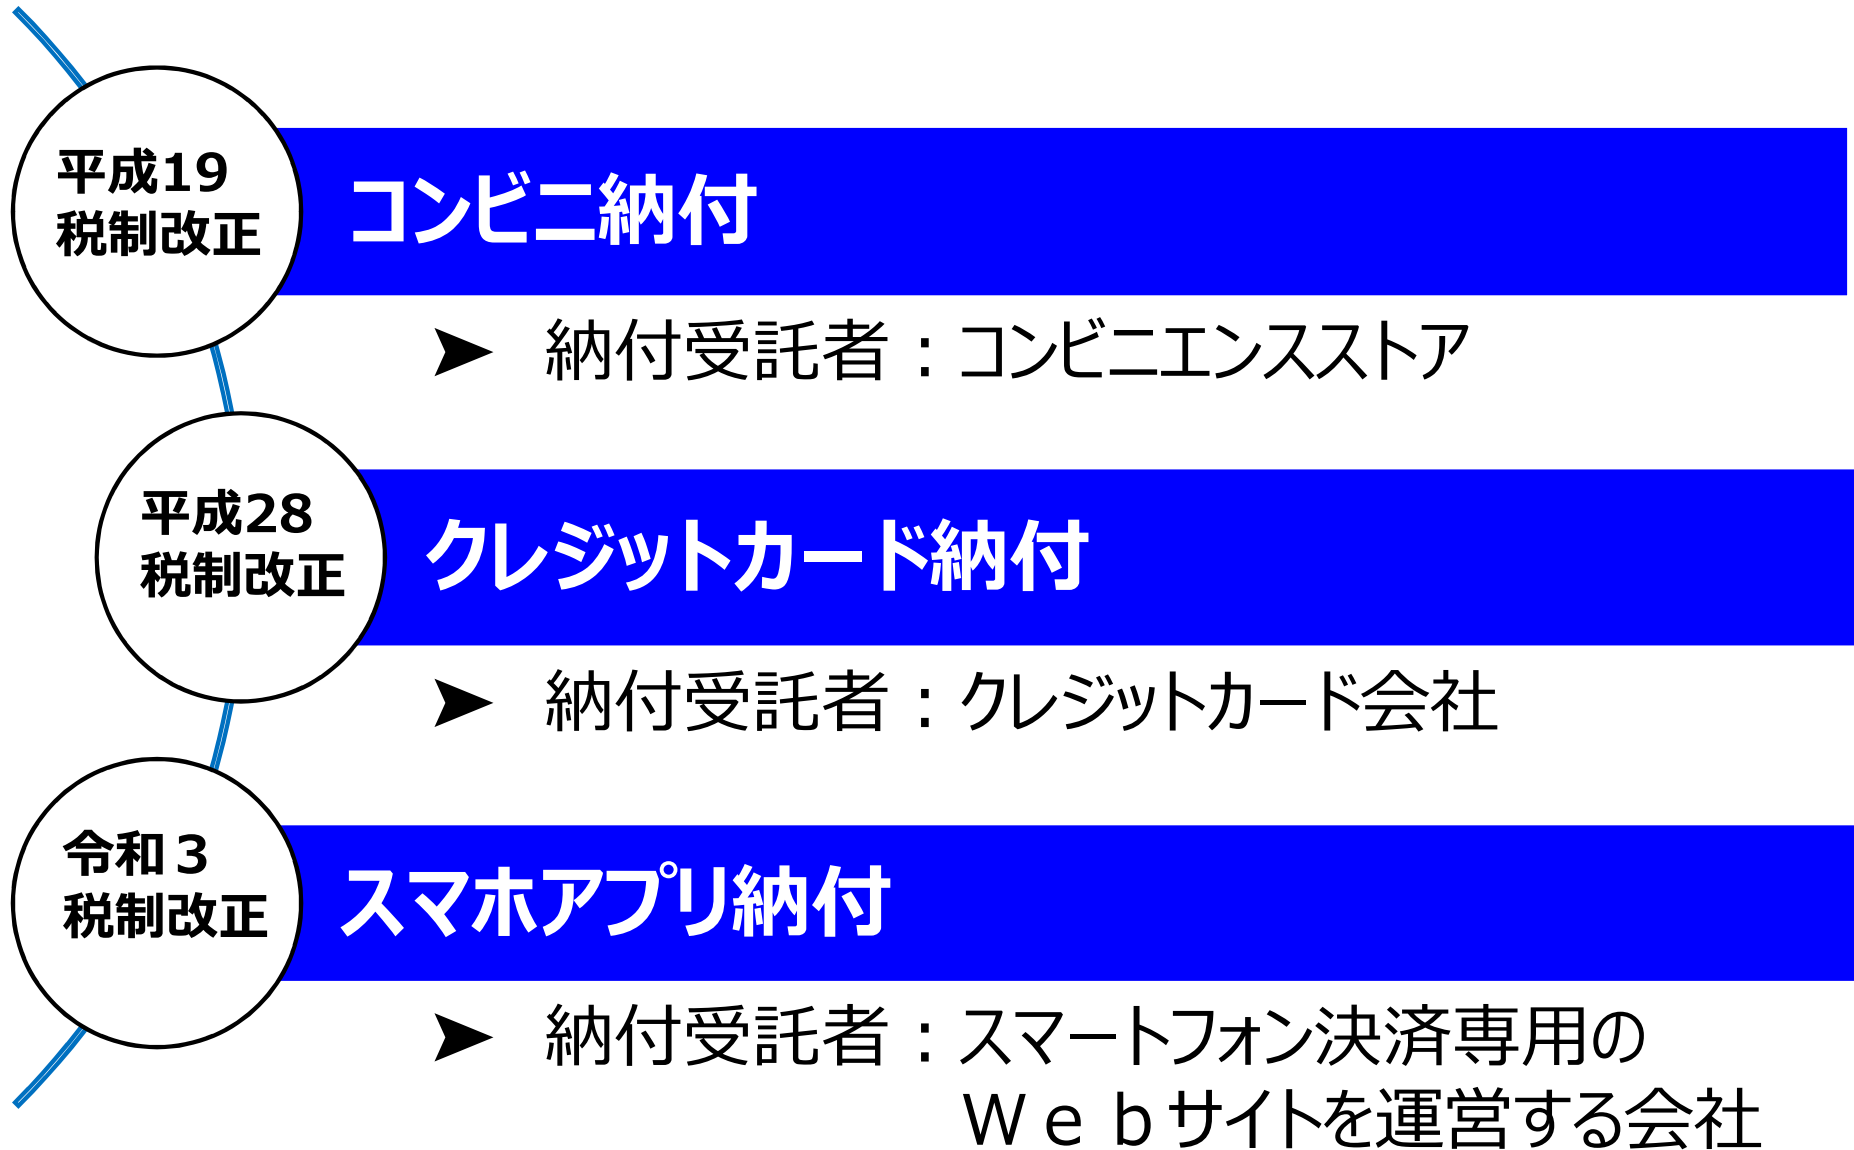 平成19
税制改正
コンビニ納付
➤ 納付受託者：コンビニエンスストア
平成28
税制改正
クレジットカード納付
➤ 納付受託者：クレジットカード会社
令和３
税制改正
スマホアプリ納付
➤ 納付受託者：スマートフォン決済専用の
Ｗｅｂサイトを運営する会社